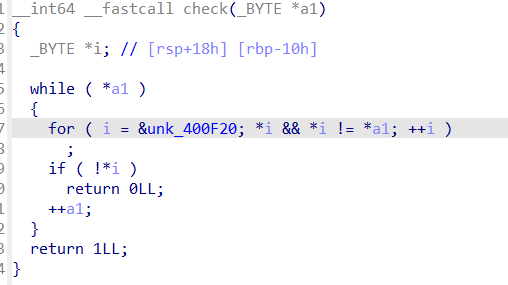 1 __int64 __fastcall check(_BYTE *a1)
2 {
3 _BYTE *i; // [rsp+18h] [rbp-10h]
4
5 while ( *a1 )
6 {
7 for ( i = &unk_400F20; *i && *i != *a1; ++i )
8 ;
9 if ( !*i )
0 return 0LL;
1 ++a1;
2 }
3 return 1LL;
4 }